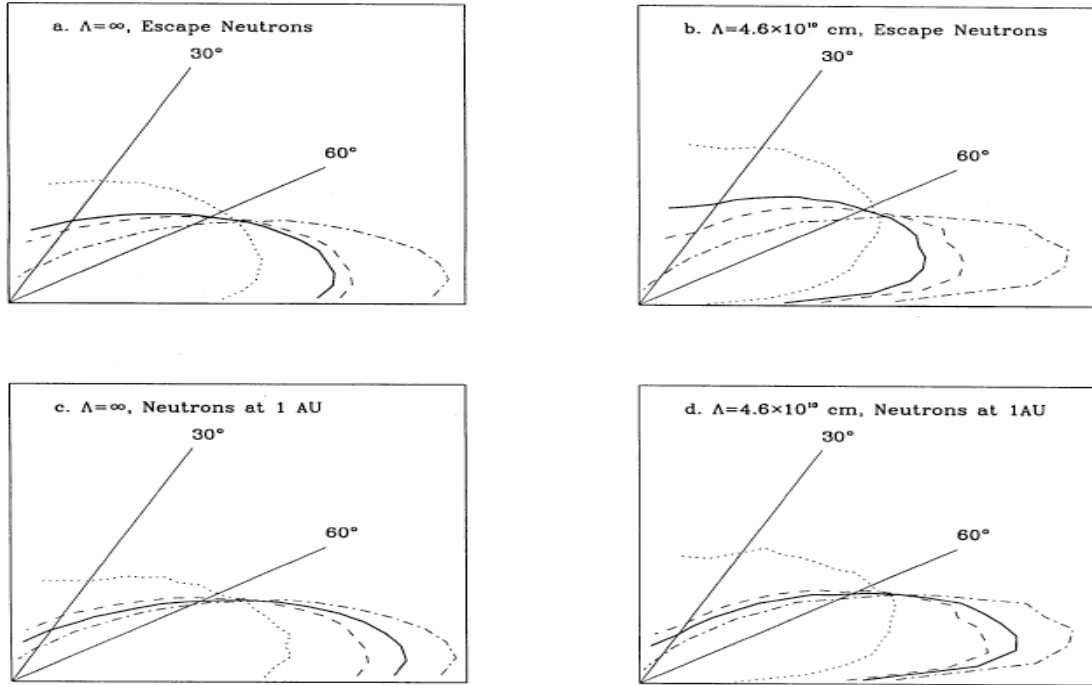 a. Λ=∞, Escape Neutrons
30°
60°
b. Λ=4.6×10¹⁰ cm, Escape Neutrons
30°
60°
c. Λ=∞, Neutrons at 1 AU
30°
60°
d. Λ=4.6×10¹⁰ cm, Neutrons at 1AU
30°
60°